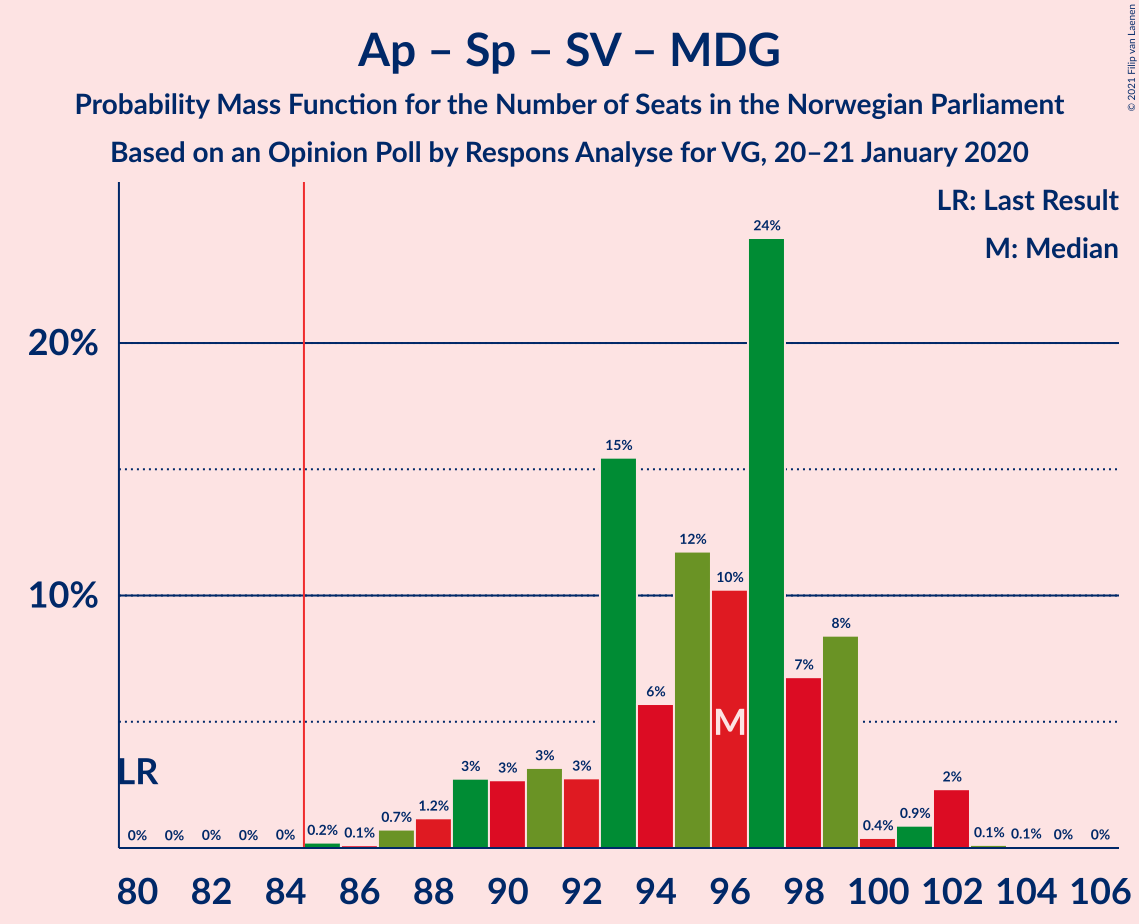 Ap – Sp – SV – MDG
Probability Mass Function for the Number of Seats in the Norwegian Parliament
Based on an Opinion Poll by Respons Analyse for VG, 20–21 January 2020
© 2021 Filip van Laenen
LR: Last Result
M: Median
24%
20%
15%
12%
10%
10%
8%
7%
6%
M
3%
3%
3%
3%
LR
2%
1.2%
0.7%
0.9%
0% 0% 0% 0% 0% 0.2% 0.1% 0.4% 0.1% 0.1% 0% 0%
80 82 84 86 88 90 92 94 96 98 100 102 104 106